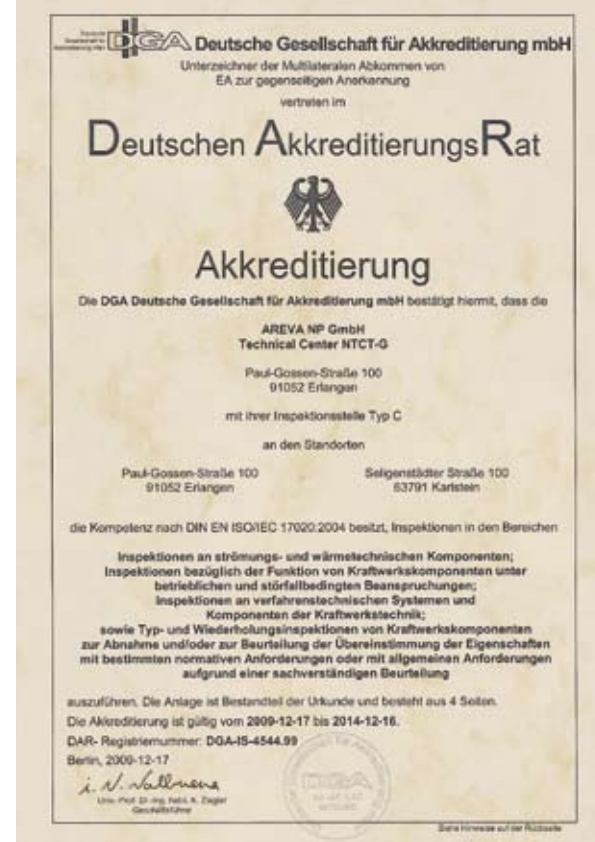 DGA Deutsche Gesellschaft für Akkreditierung mbH
Unterzeichner der Multilateralen Abkommen von
EA zur gegenseitigen Anerkennung
vertreten im
Deutschen AkkreditierungsRat
Akkreditierung
Die DGA Deutsche Gesellschaft für Akkreditierung mbH bestätigt hiermit, dass die
AREVA NP GmbH
Technical Center NTCT-G
Paul-Gossen-Straße 100
91052 Erlangen
mit ihrer Inspektionsstelle Typ C
an den Standorten
Paul-Gossen-Straße 100
91052 Erlangen
Seligenstädter Straße 100
63791 Karlstein
die Kompetenz nach DIN EN ISO/IEC 17020:2004 besitzt, Inspektionen in den Bereichen
Inspektionen an strömungs- und wärmetechnischen Komponenten;
Inspektionen bezüglich der Funktion von Kraftwerkskomponenten unter
betrieblichen und störfallbedingten Beanspruchungen;
Inspektionen an verfahrenstechnischen Systemen und
Komponenten der Kraftwerkstechnik;
sowie Typ- und Wiederholungsinspektionen von Kraftwerkskomponenten
zur Abnahme und/oder zur Beurteilung der Übereinstimmung der Eigenschaften
mit bestimmten normativen Anforderungen oder mit allgemeinen Anforderungen
aufgrund einer sachverständigen Beurteilung
auszuführen. Die Anlage ist Bestandteil der Urkunde und besteht aus 4 Seiten.
Die Akkreditierung ist gültig vom 2009-12-17 bis 2014-12-16.
DAR- Registriernummer: DGA-IS-4544.99
Berlin, 2009-12-17
Univ.-Prof. Dr.-Ing. habil. K. Ziegler
Geschäftsführer
Siehe Hinweise auf der Rückseite